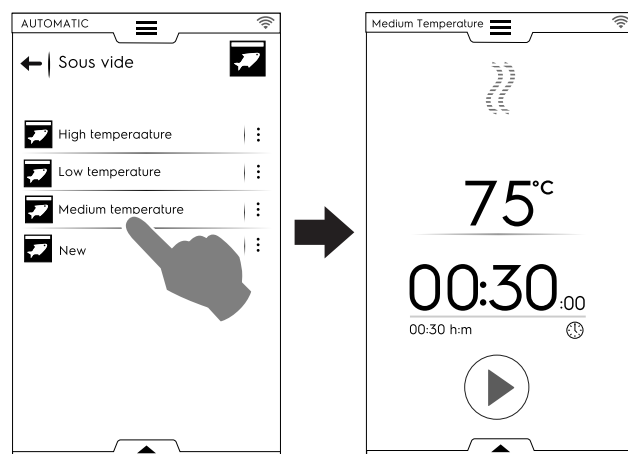 AUTOMATIC
Sous vide
High temperaature
Low temperature
Medium temperature
New
Medium Temperature
75°C
00:30:00
00:30 h:m